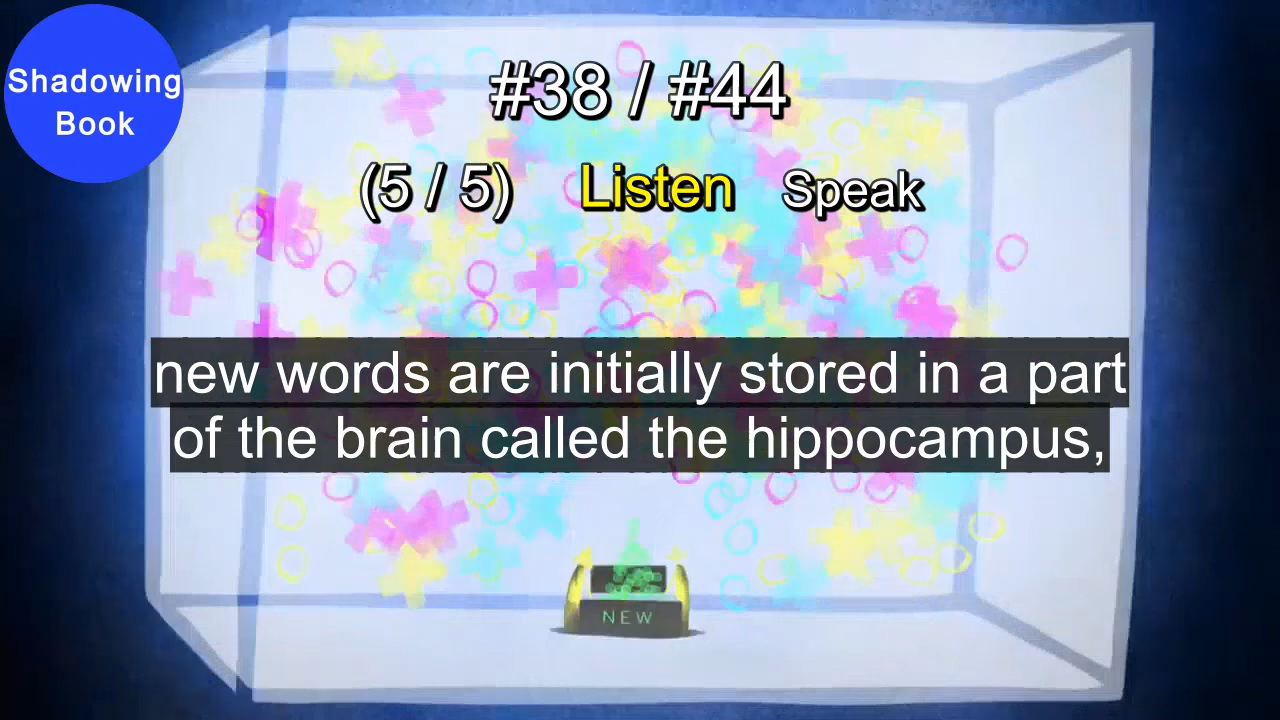 Shadowing
Book
#38 / #44
(5 / 5) Listen Speak
new words are initially stored in a part
of the brain called the hippocampus,
NEW